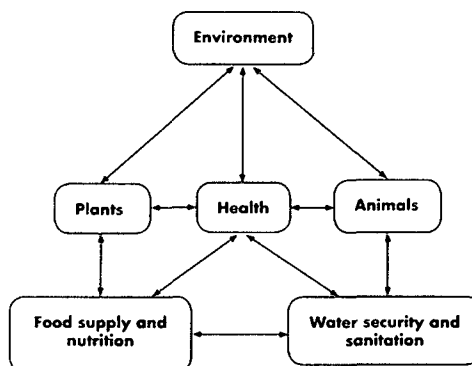 Environment
Plants
Health
Animals
Food supply and
nutrition
Water security and
sanitation